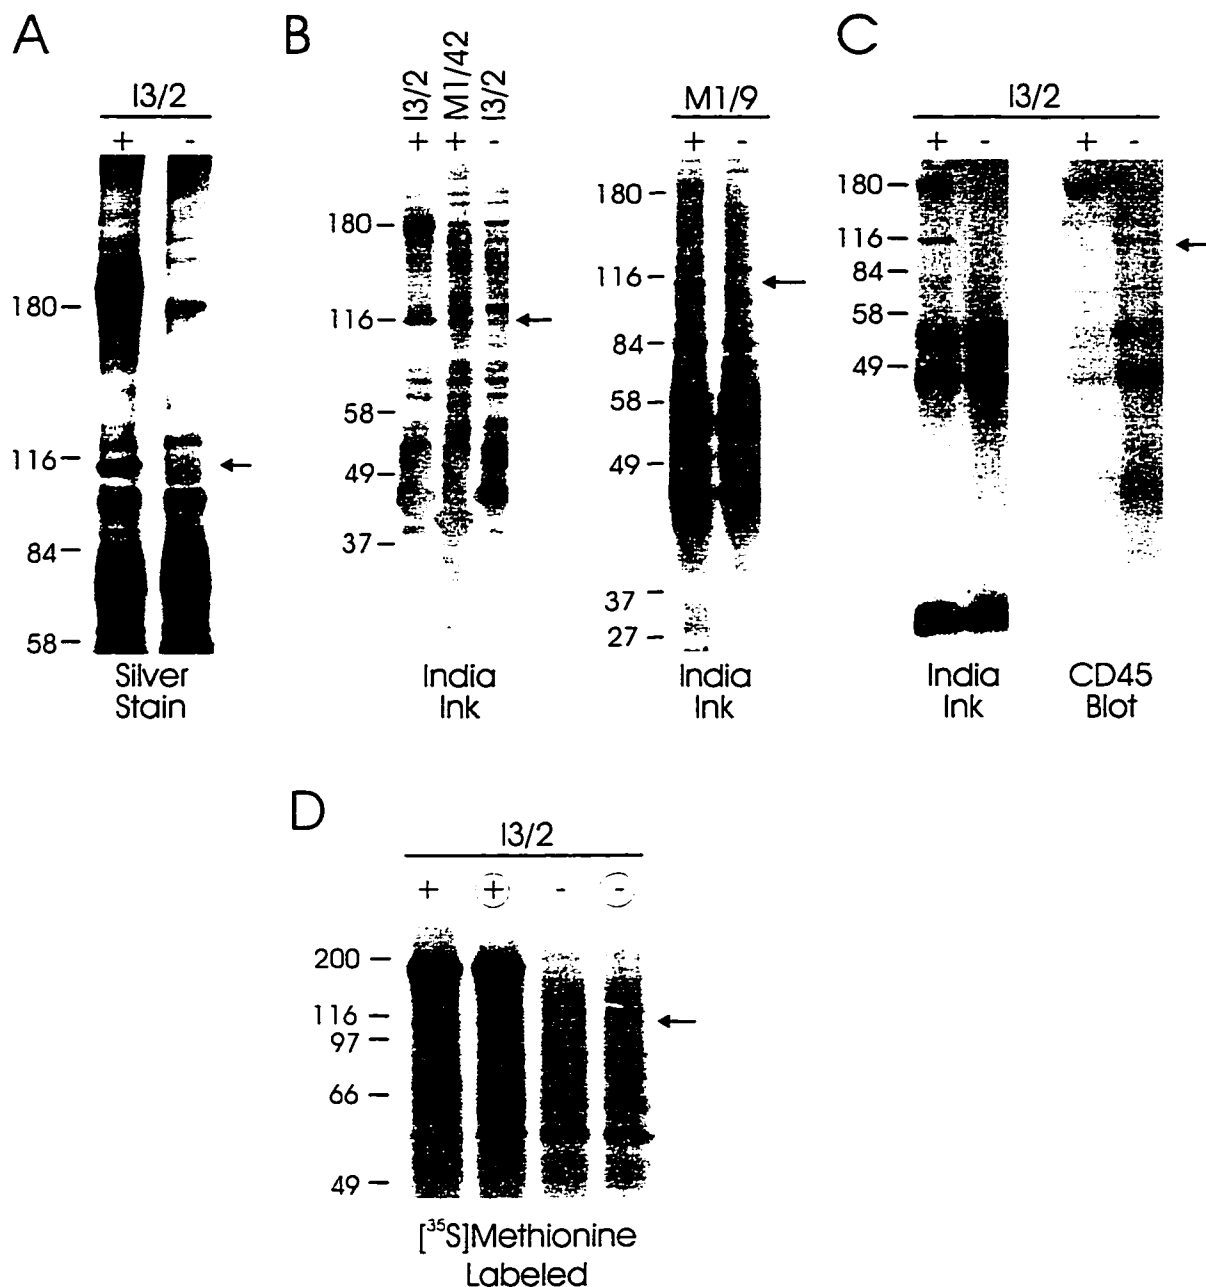 A
I3/2
+ -
180
116
84
58
Silver
Stain
B
I3/2
M1/42
I3/2
+ + -
180
116
58
49
37
India
Ink
M1/9
+ -
180
116
84
58
49
37
27
India
Ink
C
I3/2
+ - + -
180
116
84
58
49
India
Ink
CD45
Blot
D
I3/2
+ + - -
200
116
97
66
49
[³⁵S]Methionine
Labeled